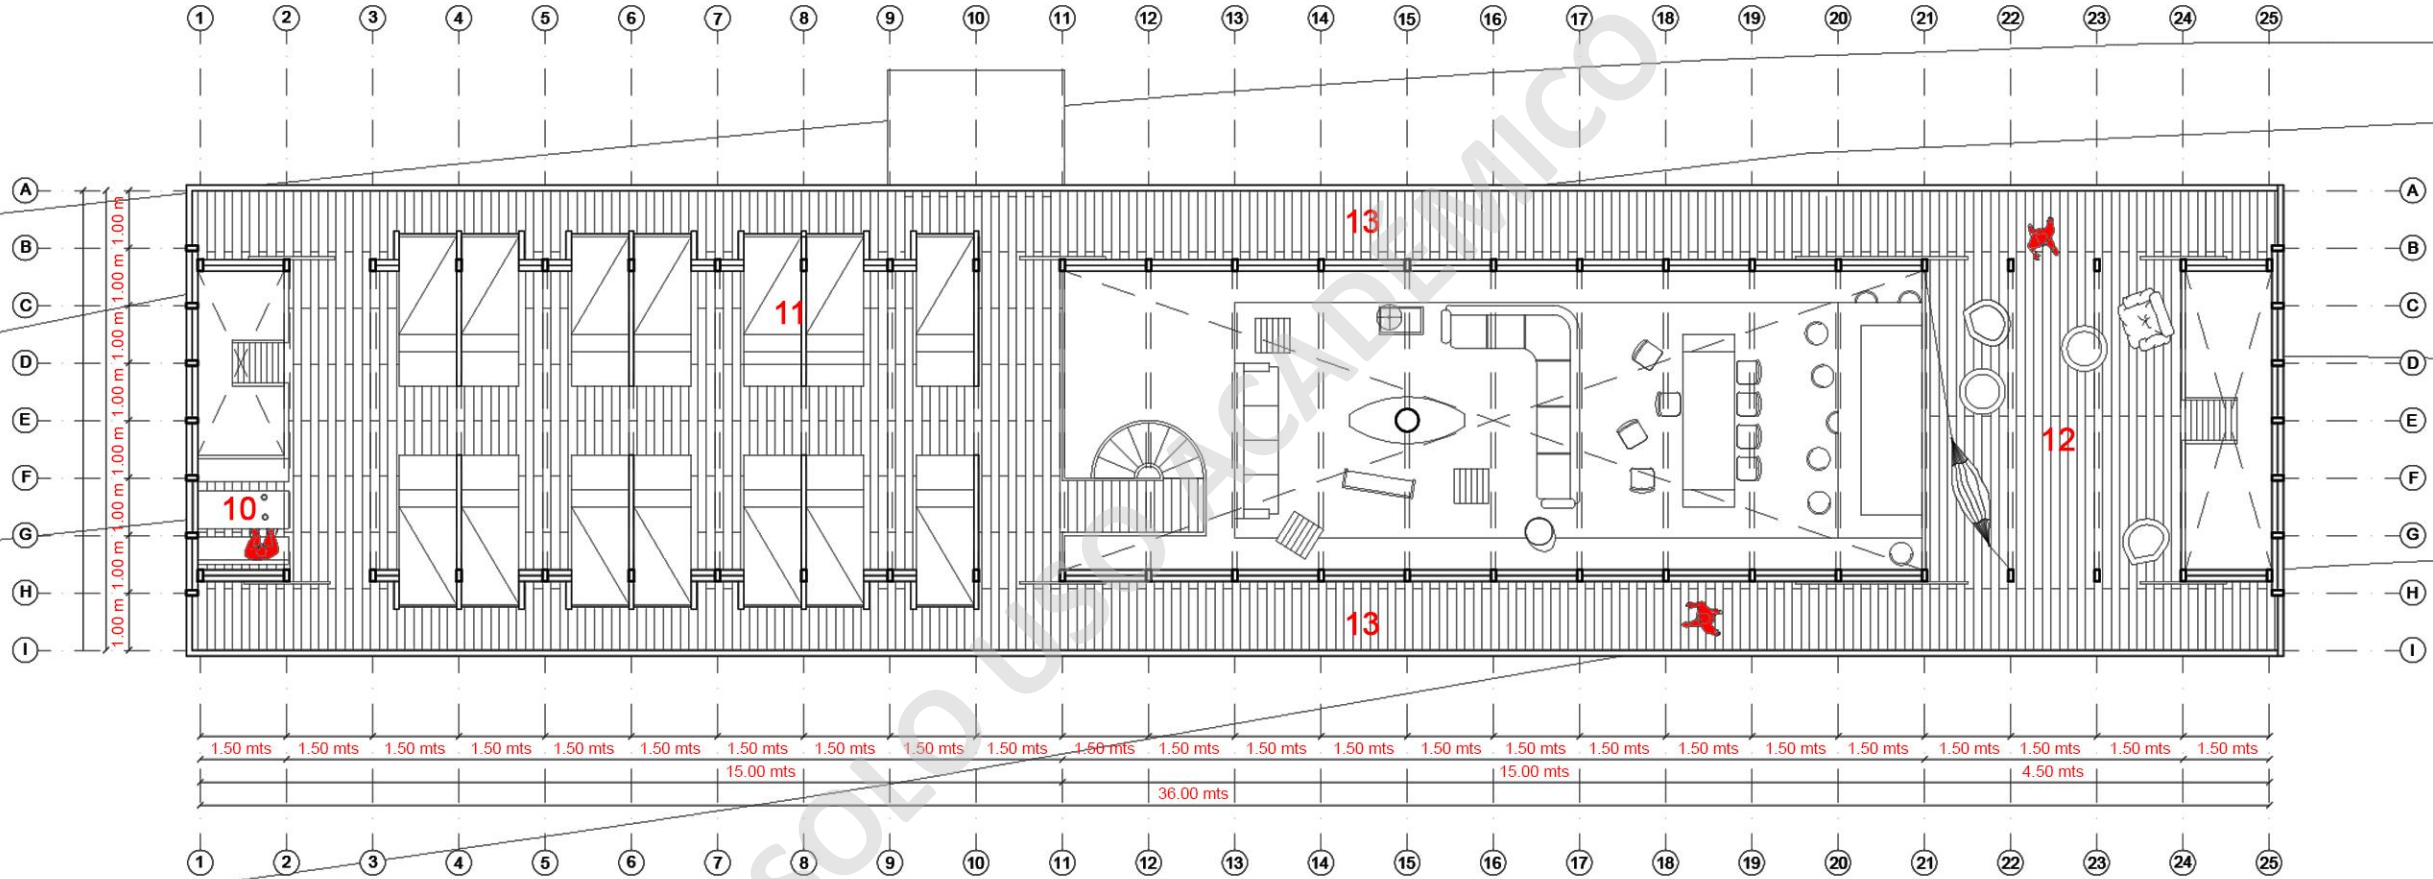 1 2 3 4 5 6 7 8 9 10 11 12 13 14 15 16 17 18 19 20 21 22 23 24 25
A A
13
B B
1.00 m
C C
1.00 m
11
D D
1.00 m
E E
1.00 m
12
F F
1.00 m
10
G G
1.00 m
H H
1.00 m
13
I I
1.00 m
SOLO USO ACADEMICO
1.50 mts 1.50 mts 1.50 mts 1.50 mts 1.50 mts 1.50 mts 1.50 mts 1.50 mts 1.50 mts 1.50 mts 1.50 mts 1.50 mts 1.50 mts 1.50 mts 1.50 mts 1.50 mts 1.50 mts 1.50 mts 1.50 mts 1.50 mts 1.50 mts 1.50 mts 1.50 mts 1.50 mts
15.00 mts 15.00 mts 4.50 mts
36.00 mts
1 2 3 4 5 6 7 8 9 10 11 12 13 14 15 16 17 18 19 20 21 22 23 24 25